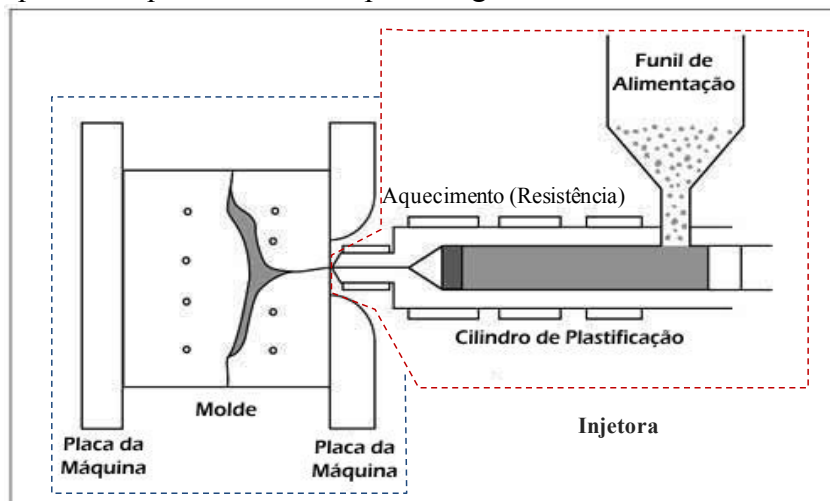 Funil de
Alimentação
Aquecimento (Resistência)
Cilindro de Plastificação
Molde
Injetora
Placa da
Máquina
Placa da
Máquina